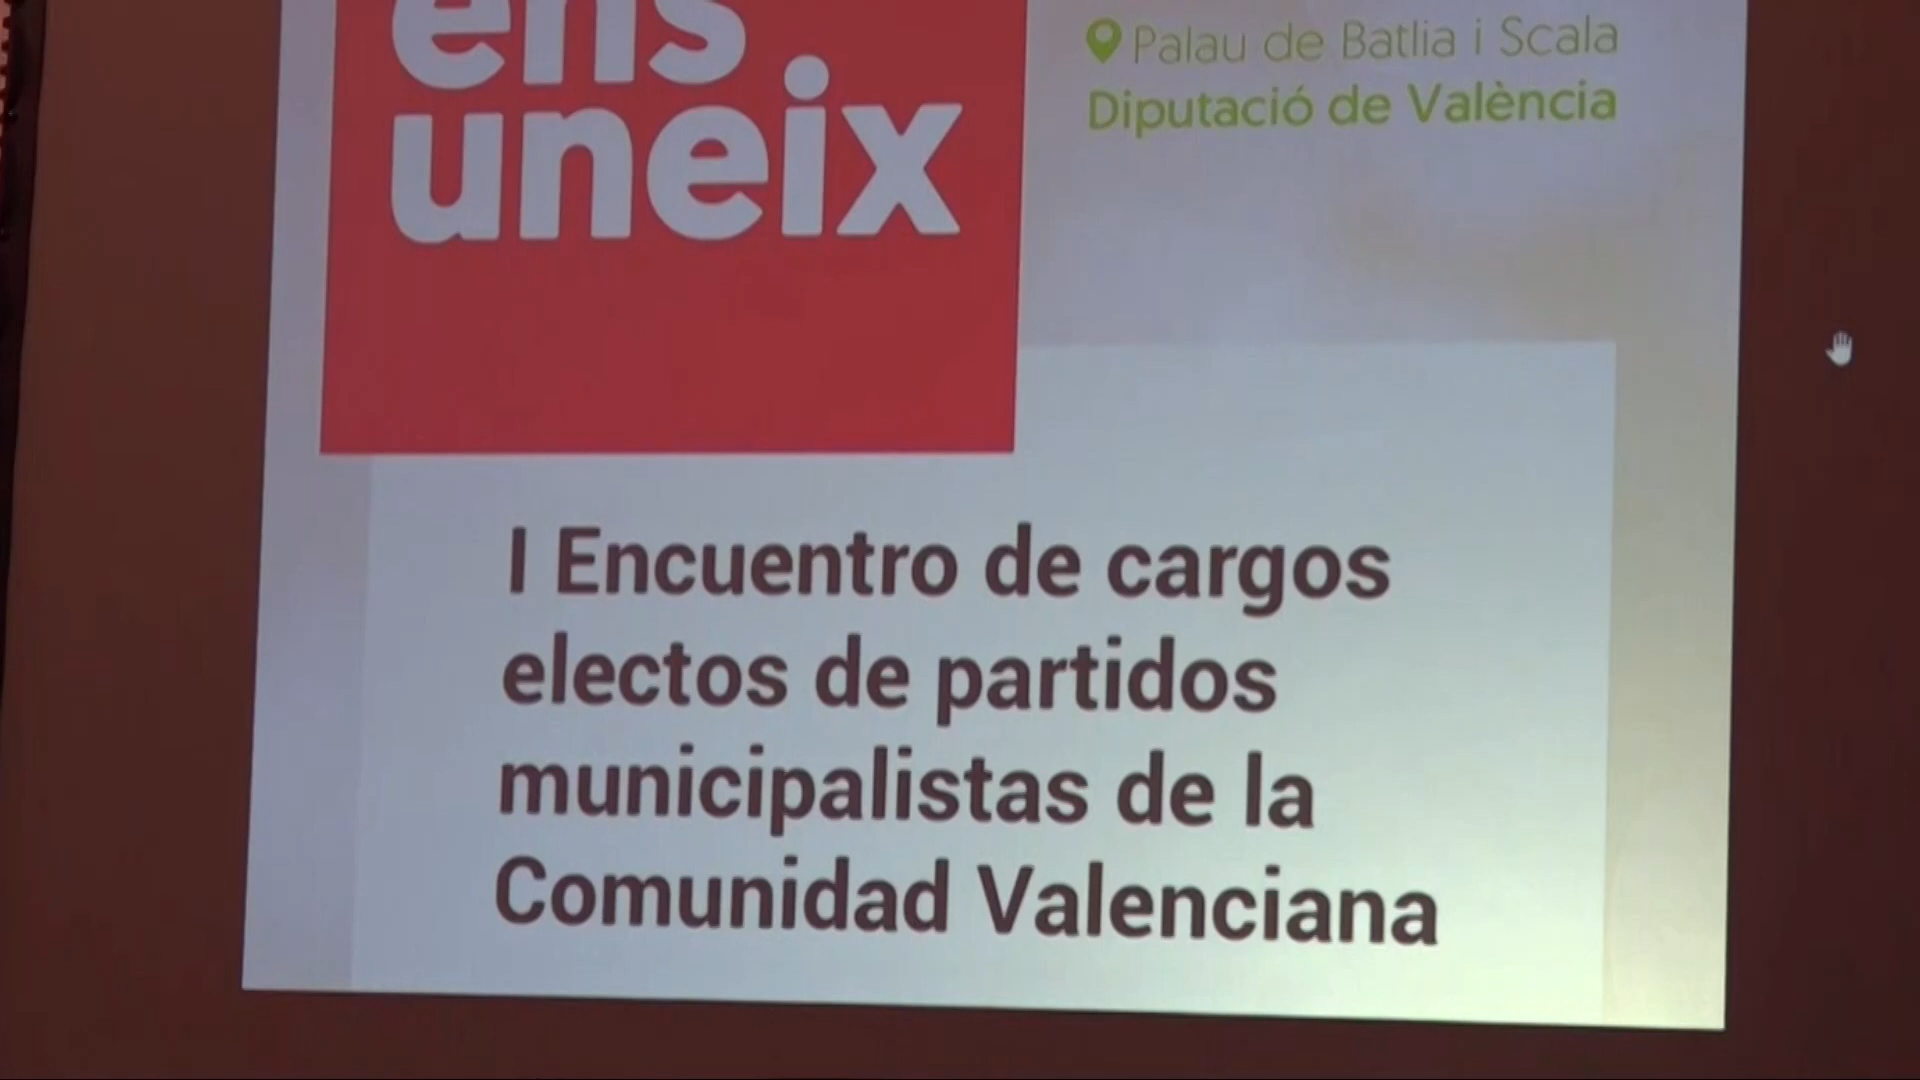 ens
uneix
Palau de Batlia i Scala
Diputació de València
I Encuentro de cargos
electos de partidos
municipalistas de la
Comunidad Valenciana